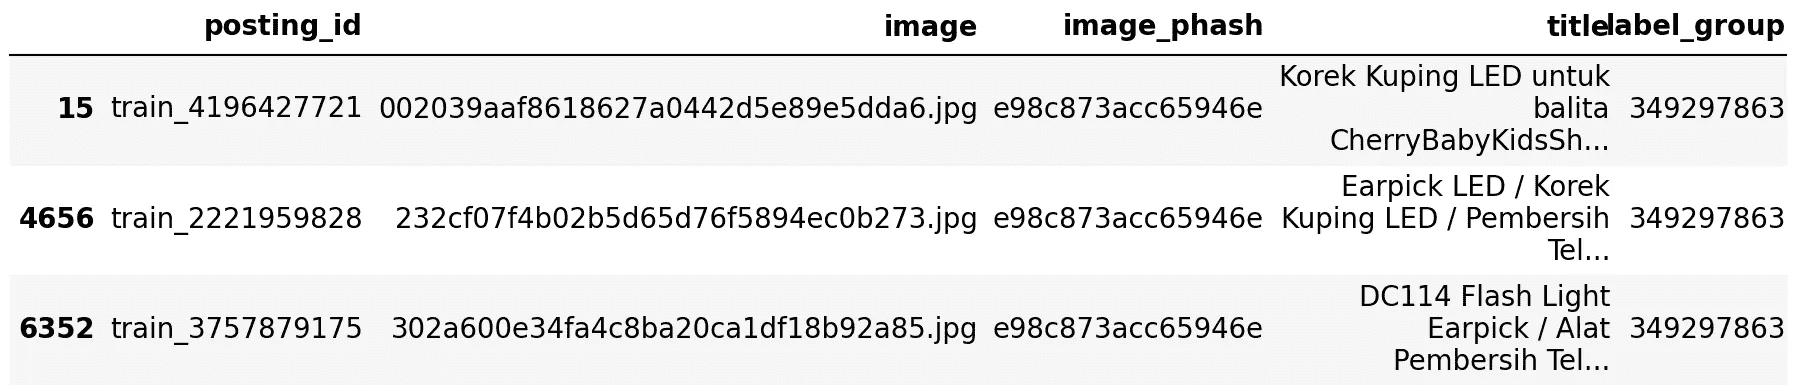 posting_id image image_phash title label_group
15 train_4196427721 002039aaf8618627a0442d5e89e5dda6.jpg e98c873acc65946e Korek Kuping LED untuk balita CherryBabyKidsSh... 349297863
4656 train_2221959828 232cf07f4b02b5d65d76f5894ec0b273.jpg e98c873acc65946e Earpick LED / Korek Kuping LED / Pembersih Tel... 349297863
6352 train_3757879175 302a600e34fa4c8ba20ca1df18b92a85.jpg e98c873acc65946e DC114 Flash Light Earpick / Alat Pembersih Tel... 349297863